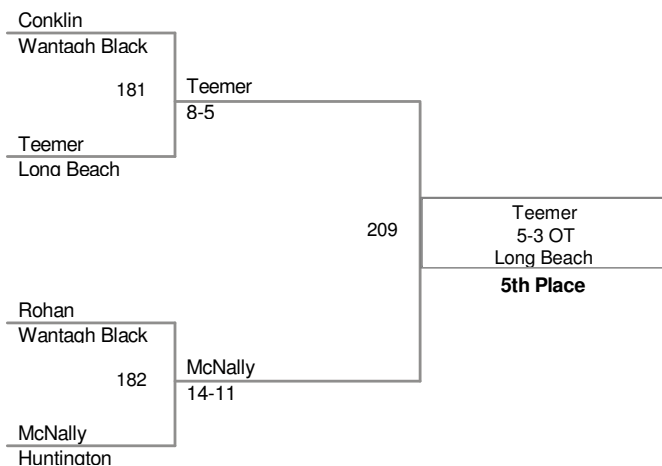 Conklin
Wantagh Black
181
Teemer
8-5
Teemer
Long Beach
209
Teemer
5-3 OT
Long Beach
5th Place
Rohan
Wantagh Black
182
McNally
14-11
McNally
Huntington